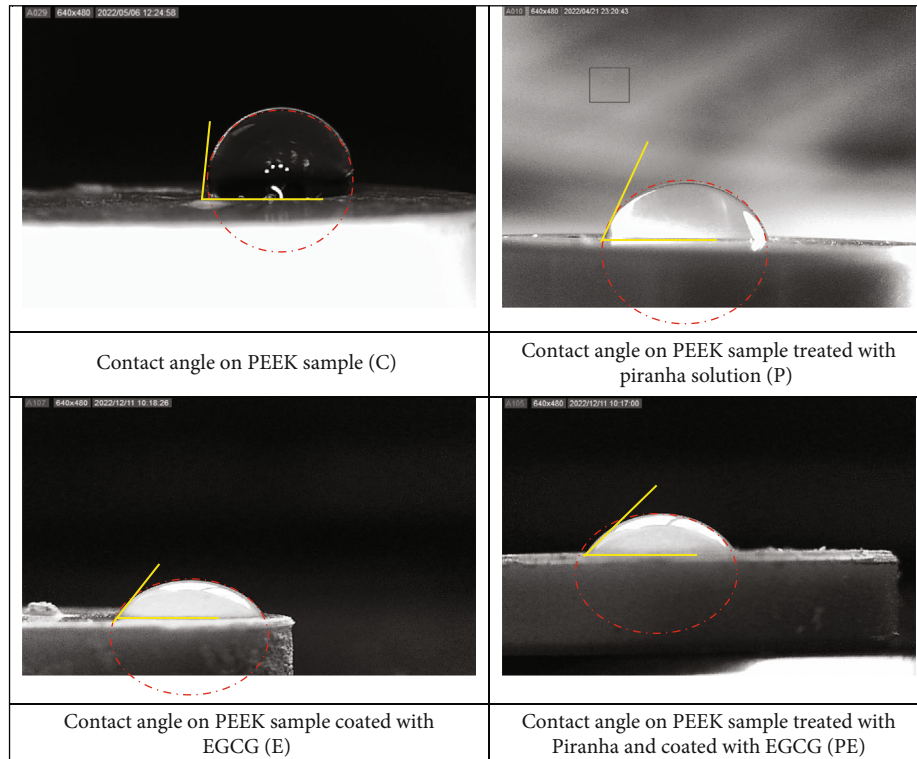 A029 640x480 2022/05/06 12:24:58
A010 640x480 2022/04/21 23:20:43
Contact angle on PEEK sample (C)
Contact angle on PEEK sample treated with
piranha solution (P)
A107 640x480 2022/12/11 10:18:26
A105 640x480 2022/12/11 10:17:00
Contact angle on PEEK sample coated with
EGCG (E)
Contact angle on PEEK sample treated with
Piranha and coated with EGCG (PE)